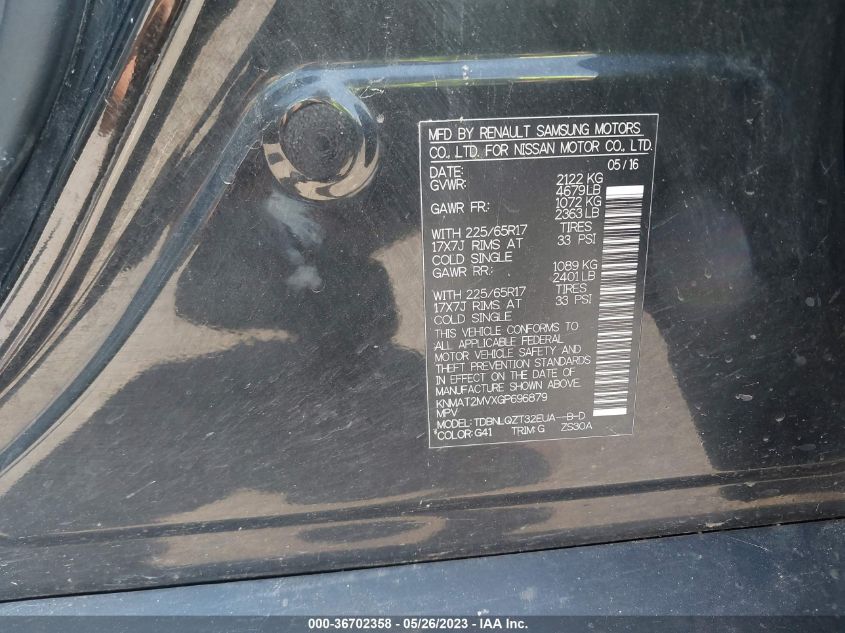 MFD BY RENAULT SAMSUNG MOTORS
CO., LTD. FOR NISSAN MOTOR CO., LTD.
DATE: 05/16
GVWR: 2122 KG
4679LB
GAWR FR: 1072 KG
2363 LB
WITH 225/65R17 TIRES
17X7J RIMS AT 33 PSI
COLD SINGLE
GAWR RR: 1089 KG
2401 LB
WITH 225/65R17 TIRES
17X7J RIMS AT 33 PSI
COLD SINGLE
THIS VEHICLE CONFORMS TO
ALL APPLICABLE FEDERAL
MOTOR VEHICLE SAFETY AND
THEFT PREVENTION STANDARDS
IN EFFECT ON THE DATE OF
MANUFACTURE SHOWN ABOVE.
KNMAT2MVXGP696879
MPV
MODEL: TDBNLQZT32EUA--B-D
*COLOR: G41 TRIM: G ZS30A
000-36702358 - 05/26/2023 - IAA Inc.